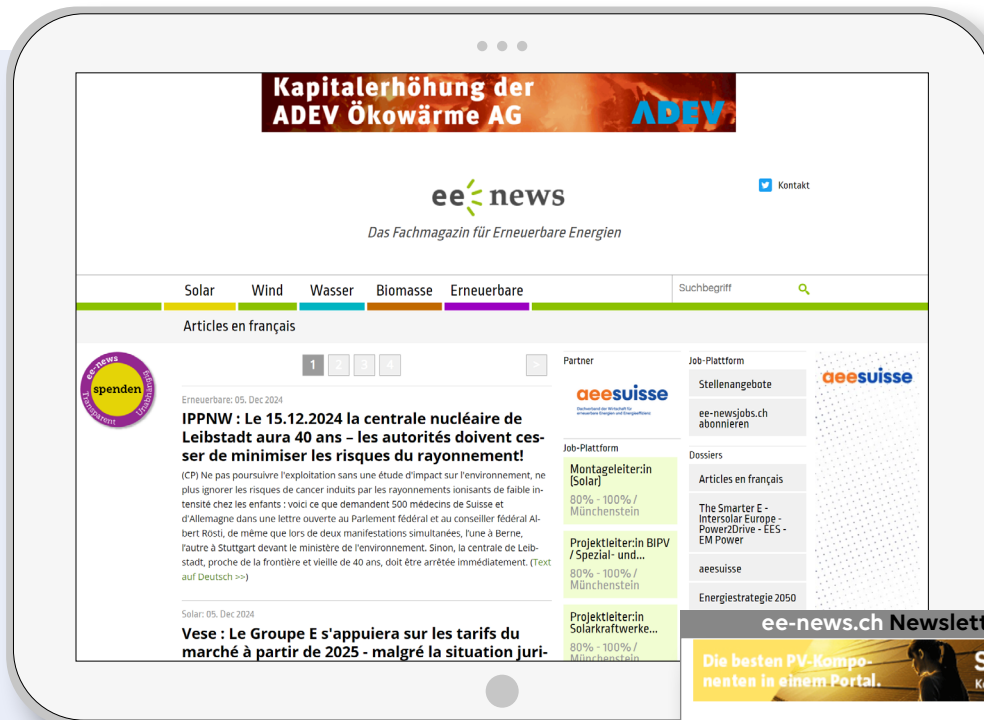 Kapitalerhöhung der
ADEV Ökowärme AG
ADEV
ee news
Das Fachmagazin für Erneuerbare Energien
Kontakt
Solar Wind Wasser Biomasse Erneuerbare
Suchbegriff
Articles en français
ee-news
spenden
Transparent
Unabhängig
1 2 3 4 >
Erneuerbare: 05. Dec 2024
IPPNW : Le 15.12.2024 la centrale nucléaire de
Leibstadt aura 40 ans – les autorités doivent ces-
ser de minimiser les risques du rayonnement!
(CP) Ne pas poursuivre l'exploitation sans une étude d'impact sur l'environnement, ne
plus ignorer les risques de cancer induits par les rayonnements ionisants de faible in-
tensité chez les enfants : voici ce que demandent 500 médecins de Suisse et
d'Allemagne dans une lettre ouverte au Parlement fédéral et au conseiller fédéral Al-
bert Rösti, de même que lors de deux manifestations simultanées, l'une à Berne,
l'autre à Stuttgart devant le ministère de l'environnement. Sinon, la centrale de Leib-
stadt, proche de la frontière et vieille de 40 ans, doit être arrêtée immédiatement. (Text
auf Deutsch >>)
Solar: 05. Dec 2024
Vese : Le Groupe E s'appuiera sur les tarifs du
marché à partir de 2025 - malgré la situation juri-
Partner
aeesuisse
Dachverband der Wirtschaft für
erneuerbare Energien und Energieeffizienz
Job-Plattform
Montageleiter:in
(Solar)
80% - 100% /
Münchenstein
Projektleiter:in BIPV
/ Spezial- und...
80% - 100% /
Münchenstein
Projektleiter:in
Solarkraftwerke...
80% - 100% /
Münchenstein
Job-Plattform
Stellenangebote
ee-newsjobs.ch
abonnieren
Dossiers
Articles en français
The Smarter E -
Intersolar Europe -
Power2Drive - EES -
EM Power
aeesuisse
Energiestrategie 2050
aeesuisse
ee-news.ch Newslett
Die besten PV-Kompo-
nenten in einem Portal.